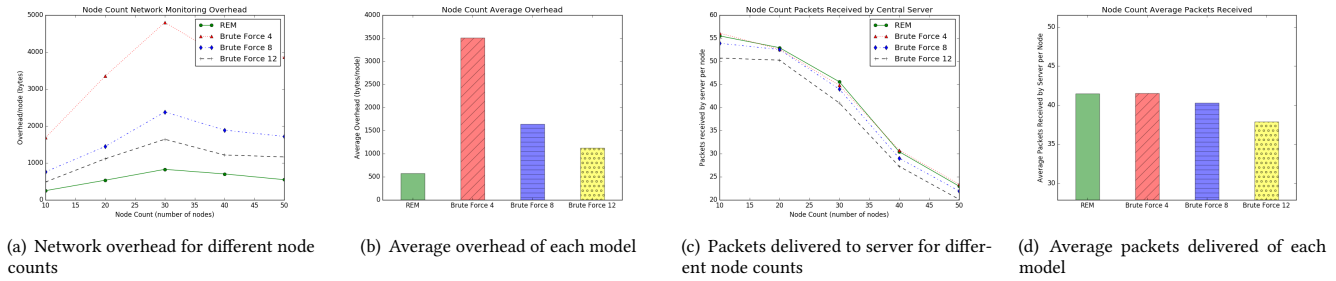 Node Count Network Monitoring Overhead
5000
4000
3000
2000
1000
0
Overhead/node (bytes)
10 20 30 40 50
Node Count (number of nodes)
REM
Brute Force 4
Brute Force 8
Brute Force 12
Node Count Average Overhead
4000
3500
3000
2500
2000
1500
1000
500
0
Average Overhead (bytes/node)
REM Brute Force 4 Brute Force 8 Brute Force 12
Node Count Packets Received by Central Server
60
55
50
45
40
35
30
25
20
Packets received by server per node
10 20 30 40 50
Node Count (number of nodes)
REM
Brute Force 4
Brute Force 8
Brute Force 12
Node Count Average Packets Received
50
45
40
35
30
Average Packets Received by Server per Node
REM Brute Force 4 Brute Force 8 Brute Force 12
(a) Network overhead for different node
counts
(b) Average overhead of each model
(c) Packets delivered to server for differ-
ent node counts
(d) Average packets delivered of each
model